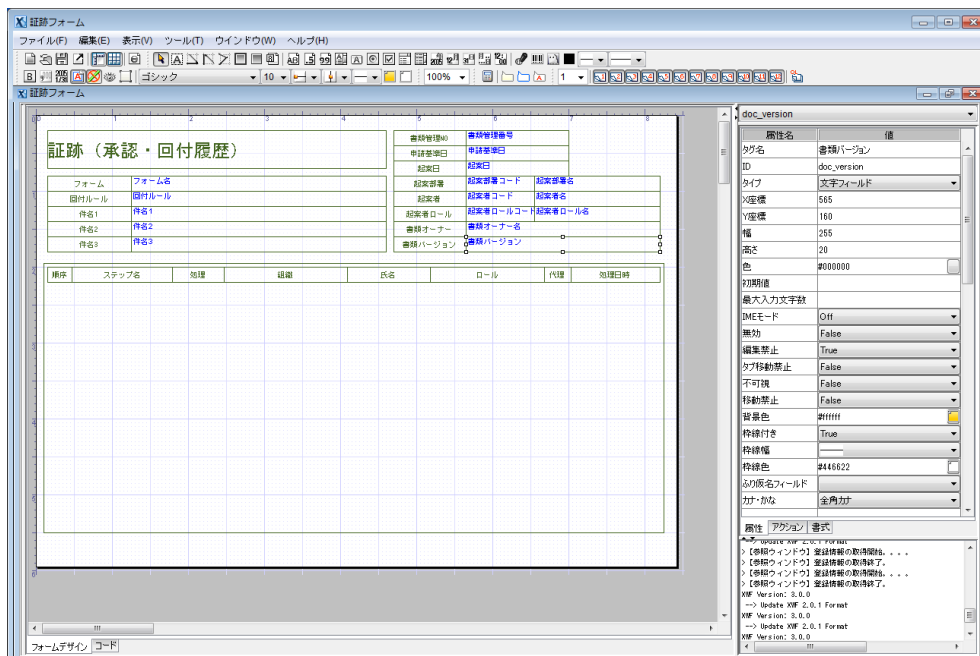 証跡フォーム
ファイル(F) 編集(E) 表示(V) ツール(T) ウインドウ(W) ヘルプ(H)
ゴシック 10 100% 1
証跡フォーム
証跡（承認・回付履歴）
書類管理NO 書類管理番号
申請基準日 申請基準日
起案日 起案日
フォーム フォーム名
起案部署 起案部署コード 起案部署名
回付ルール 回付ルール
起案者 起案者コード 起案者名
件名1 件名1
起案者ロール 起案者ロールコード 起案者ロール名
件名2 件名2
書類オーナー 書類オーナー名
件名3 件名3
書類バージョン 書類バージョン
順序 ステップ名 処理 組織 氏名 ロール 代理 処理日時
フォームデザイン コード
doc_version
属性名 値
タグ名 書類バージョン
ID doc_version
タイプ 文字フィールド
X座標 565
Y座標 160
幅 255
高さ 20
色 #000000
初期値
最大入力文字数
IMEモード Off
無効 False
編集禁止 True
タブ移動禁止 False
不可視 False
移動禁止 False
背景色 #ffffff
枠線付き True
枠線幅
枠線色 #446622
ふり仮名フィールド
カナ・かな 全角カナ
属性 アクション 書式
--> Update XWF 2.0.1 Format
>【参照ウィンドウ】登録情報の取得開始。．．．
>【参照ウィンドウ】登録情報の取得終了。
>【参照ウィンドウ】登録情報の取得開始。．．．
>【参照ウィンドウ】登録情報の取得終了。
XWF Version: 3.0.0
--> Update XWF 2.0.1 Format
XWF Version: 3.0.0
--> Update XWF 2.0.1 Format
XWF Version: 3.0.0
--> Update XWF 2.0.1 Format
XWF Version: 3.0.0